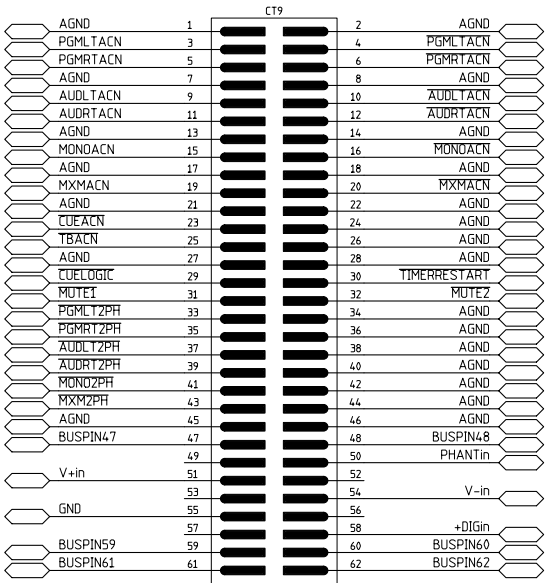 CT9
AGND 1 2 AGND
PGMLTACN 3 4 PGMLTACN
PGMRTACN 5 6 PGMRTACN
AGND 7 8 AGND
AUDLTACN 9 10 AUDLTACN
AUDRTACN 11 12 AUDRTACN
AGND 13 14 AGND
MONOACN 15 16 MONOACN
AGND 17 18 AGND
MXMACN 19 20 MXMACN
AGND 21 22 AGND
CUEACN 23 24 AGND
TBACN 25 26 AGND
AGND 27 28 AGND
CUELOGIC 29 30 TIMERRESTART
MUTE1 31 32 MUTE2
PGMLT2PH 33 34 AGND
PGMRT2PH 35 36 AGND
AUDLT2PH 37 38 AGND
AUDRT2PH 39 40 AGND
MONO2PH 41 42 AGND
MXM2PH 43 44 AGND
AGND 45 46 AGND
BUSPIN47 47 48 BUSPIN48
49 50 PHANTin
V+in 51 52
53 54 V-in
GND 55 56
57 58 +DIGin
BUSPIN59 59 60 BUSPIN60
BUSPIN61 61 62 BUSPIN62